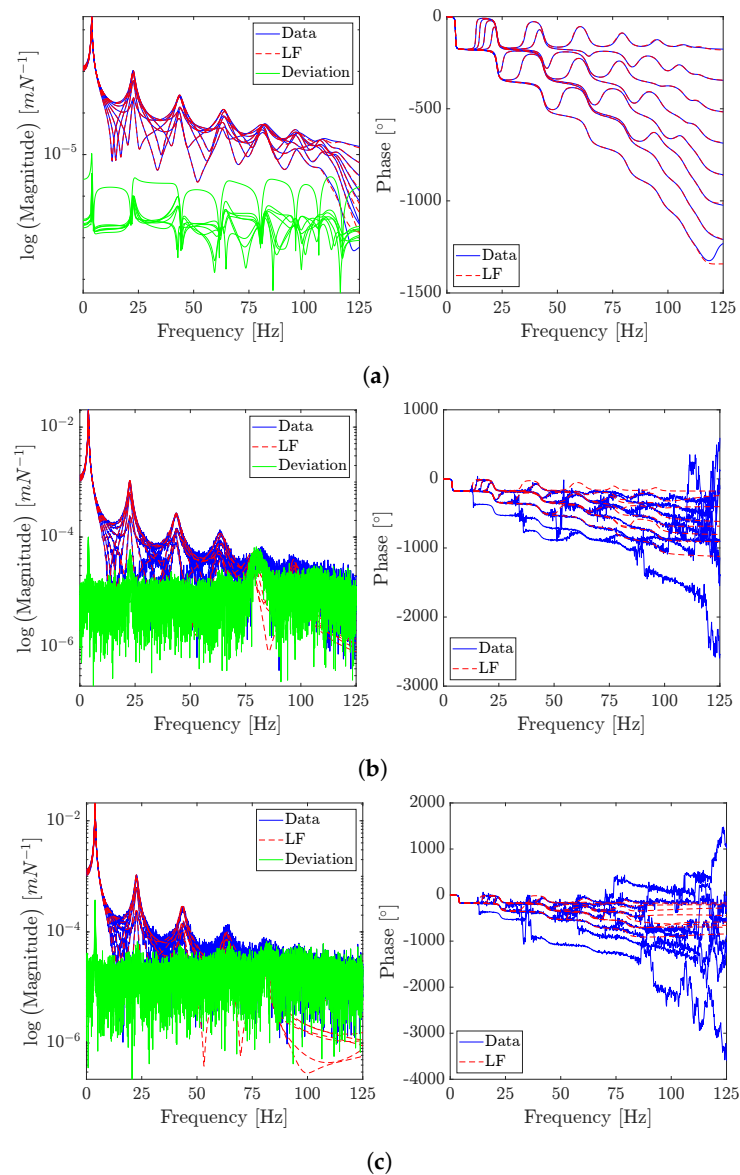 log (Magnitude) [mN⁻¹]
10⁻⁵
Data
LF
Deviation
0 25 50 75 100 125
Frequency [Hz]
Phase [°]
0
-500
-1000
-1500
Data
LF
0 25 50 75 100 125
Frequency [Hz]
(a)
log (Magnitude) [mN⁻¹]
10⁻²
10⁻⁴
10⁻⁶
Data
LF
Deviation
0 25 50 75 100 125
Frequency [Hz]
Phase [°]
1000
0
-1000
-2000
-3000
Data
LF
0 25 50 75 100 125
Frequency [Hz]
(b)
log (Magnitude) [mN⁻¹]
10⁻²
10⁻⁴
10⁻⁶
Data
LF
Deviation
0 25 50 75 100 125
Frequency [Hz]
Phase [°]
2000
1000
0
-1000
-2000
-3000
-4000
Data
LF
0 25 50 75 100 125
Frequency [Hz]
(c)